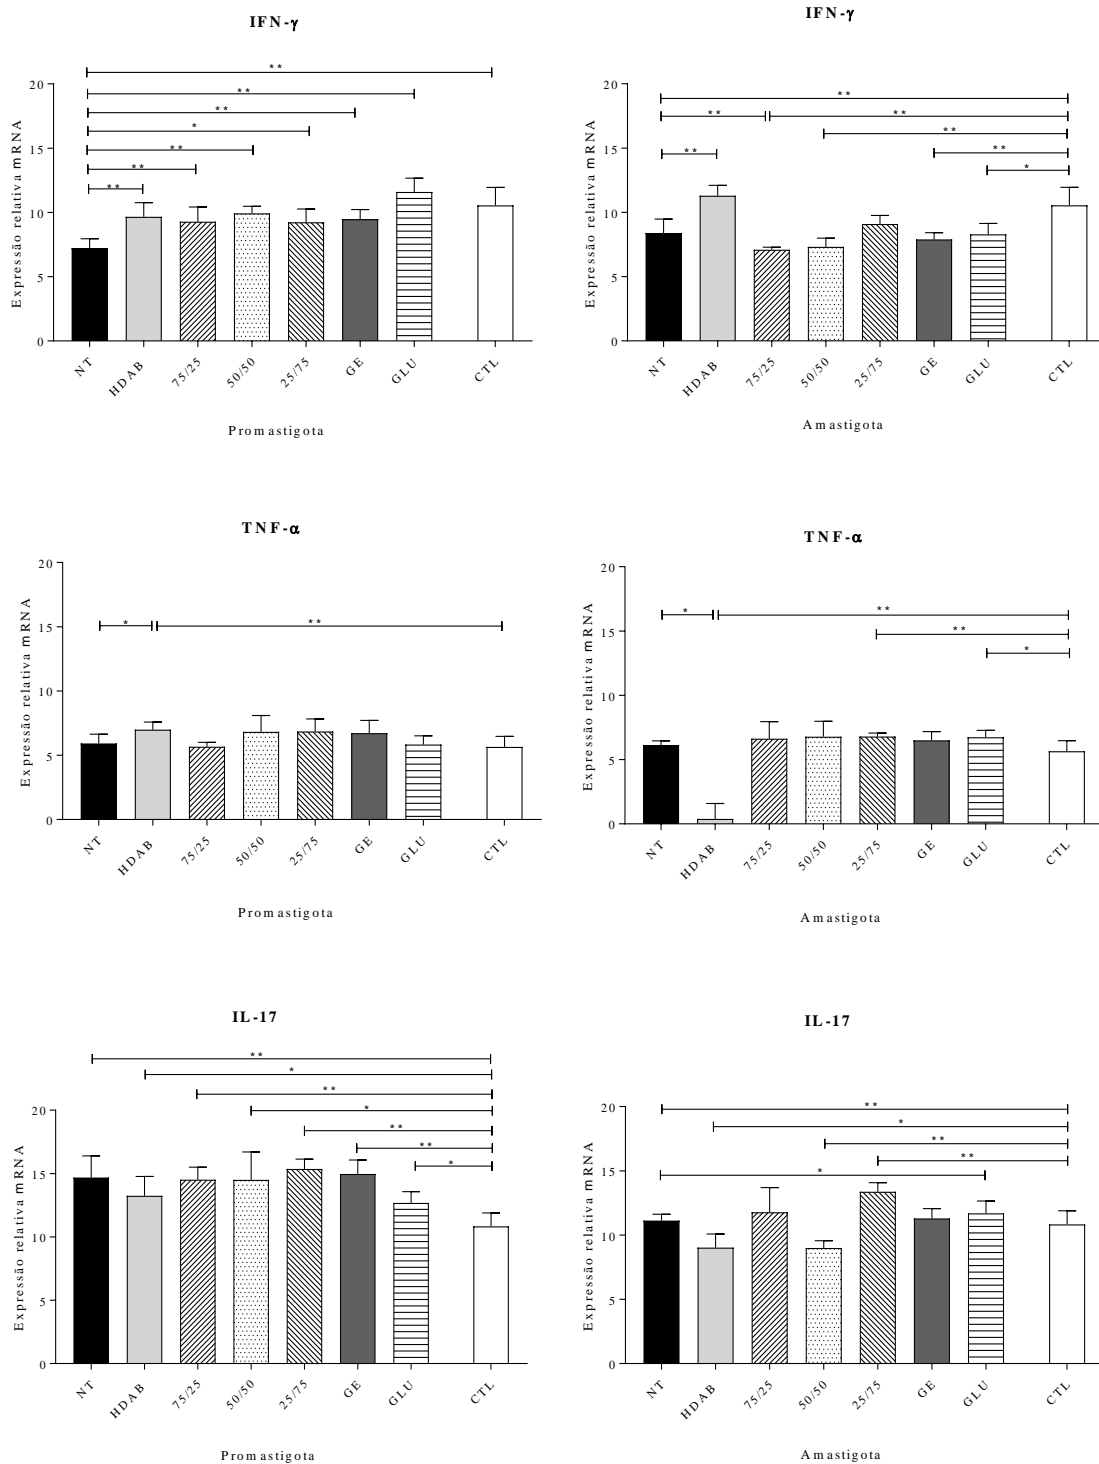 IFN-γ
Expressão relativa mRNA
20
15
10
5
0
**
**
**
*
**
**
**
NT
HDAB
75/25
50/50
25/75
GE
GLU
CTL
Promastigota
IFN-γ
Expressão relativa mRNA
20
15
10
5
0
**
**
**
**
**
**
*
NT
HDAB
75/25
50/50
25/75
GE
GLU
CTL
Amastigota
TNF-α
Expressão relativa mRNA
20
15
10
5
0
*
**
NT
HDAB
75/25
50/50
25/75
GE
GLU
CTL
Promastigota
TNF-α
Expressão relativa mRNA
20
15
10
5
0
*
**
**
*
NT
HDAB
75/25
50/50
25/75
GE
GLU
CTL
Amastigota
IL-17
Expressão relativa mRNA
20
15
10
5
0
**
*
**
*
**
**
*
NT
HDAB
75/25
50/50
25/75
GE
GLU
CTL
Promastigota
IL-17
Expressão relativa mRNA
20
15
10
5
0
**
*
**
**
*
NT
HDAB
75/25
50/50
25/75
GE
GLU
CTL
Amastigota